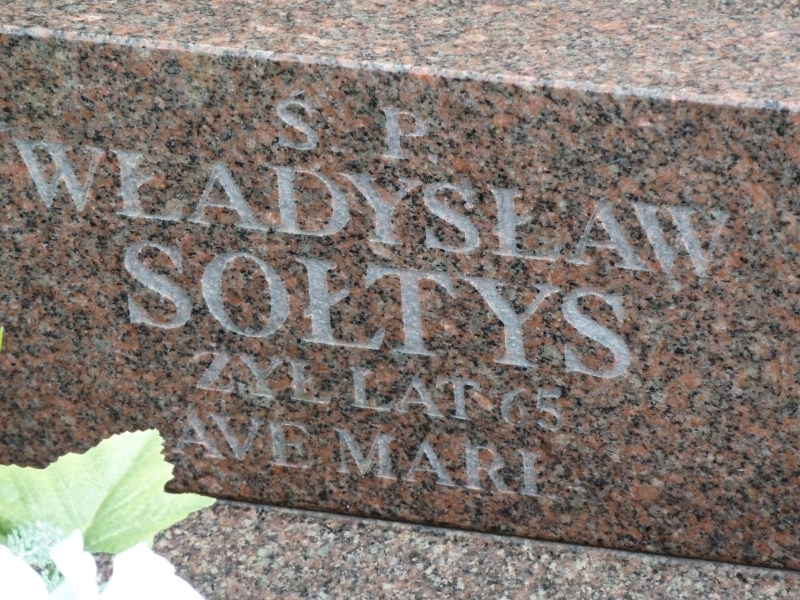 Ś. P.
WŁADYSŁAW
SOŁTYS
ŻYŁ LAT 65
AVE MARI